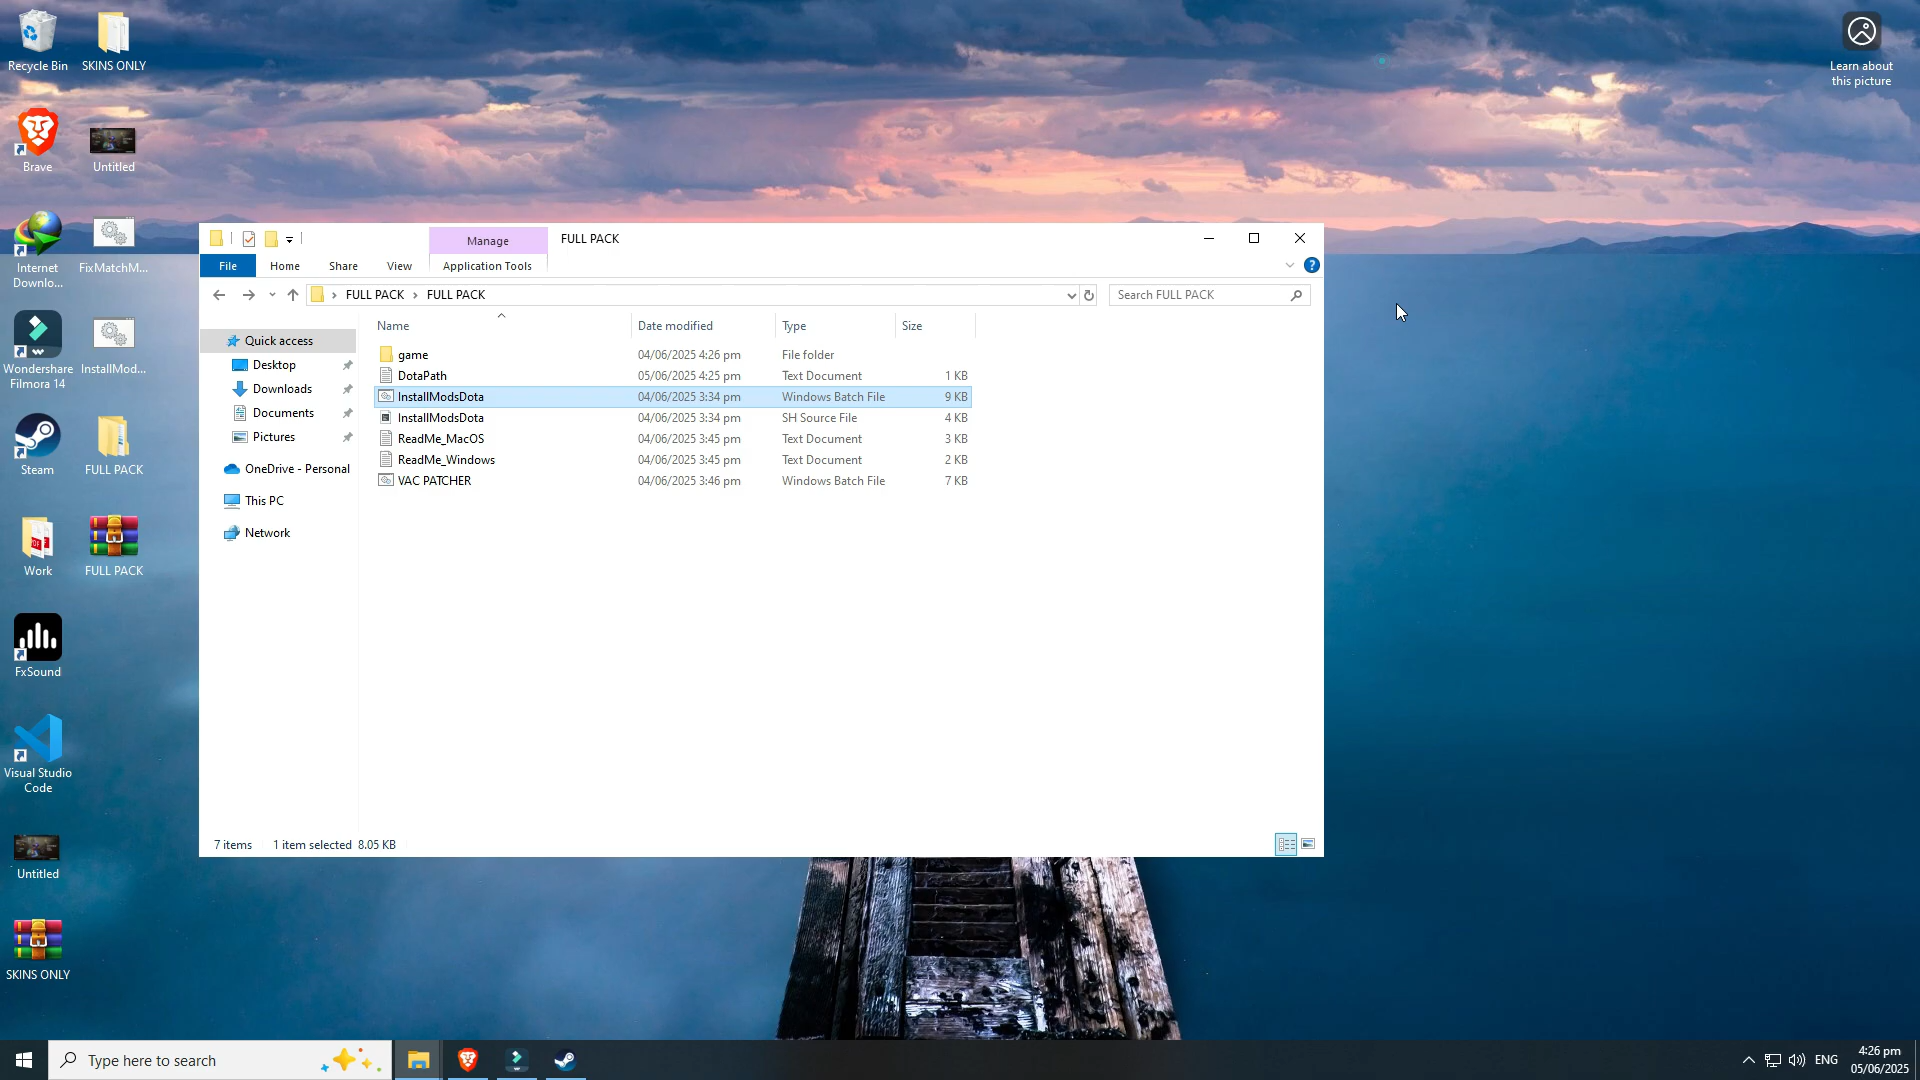 Recycle Bin
SKINS ONLY
Learn about
this picture
Brave
Untitled
Internet
Downlo...
FixMatchM...
Wondershare
Filmora 14
InstallMod...
Steam
FULL PACK
Work
FULL PACK
FxSound
Visual Studio
Code
Untitled
SKINS ONLY
Manage
FULL PACK
File
Home
Share
View
Application Tools
FULL PACK
FULL PACK
Search FULL PACK
Quick access
Desktop
Downloads
Documents
Pictures
OneDrive - Personal
This PC
Network
Name Date modified Type Size
game 04/06/2025 4:26 pm File folder
DotaPath 05/06/2025 4:25 pm Text Document 1 KB
InstallModsDota 04/06/2025 3:34 pm Windows Batch File 9 KB
InstallModsDota 04/06/2025 3:34 pm SH Source File 4 KB
ReadMe_MacOS 04/06/2025 3:45 pm Text Document 3 KB
ReadMe_Windows 04/06/2025 3:45 pm Text Document 2 KB
VAC PATCHER 04/06/2025 3:46 pm Windows Batch File 7 KB
7 items 1 item selected 8.05 KB
Type here to search
ENG
4:26 pm
05/06/2025